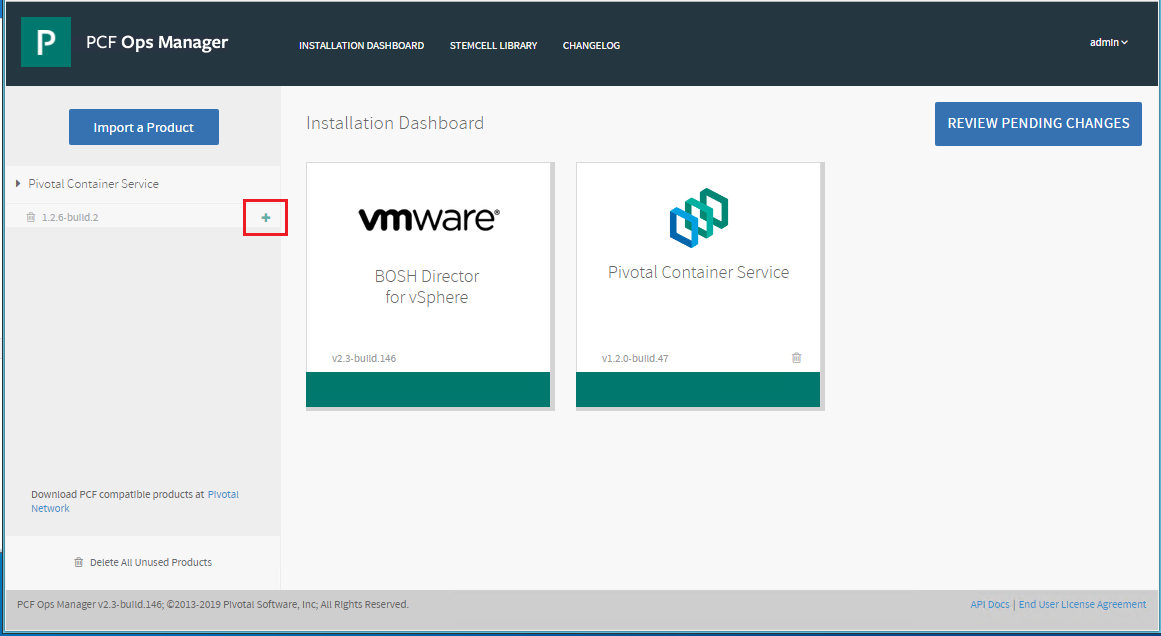 P
PCF Ops Manager
INSTALLATION DASHBOARD STEMCELL LIBRARY CHANGELOG
admin
Import a Product
Pivotal Container Service
1.2.6-build.2
+
Download PCF compatible products at Pivotal
Network
Delete All Unused Products
Installation Dashboard
REVIEW PENDING CHANGES
vmware®
BOSH Director
for vSphere
v2.3-build.146
Pivotal Container Service
v1.2.0-build.47
PCF Ops Manager v2.3-build.146; ©2013-2019 Pivotal Software, Inc; All Rights Reserved.
API Docs | End User License Agreement